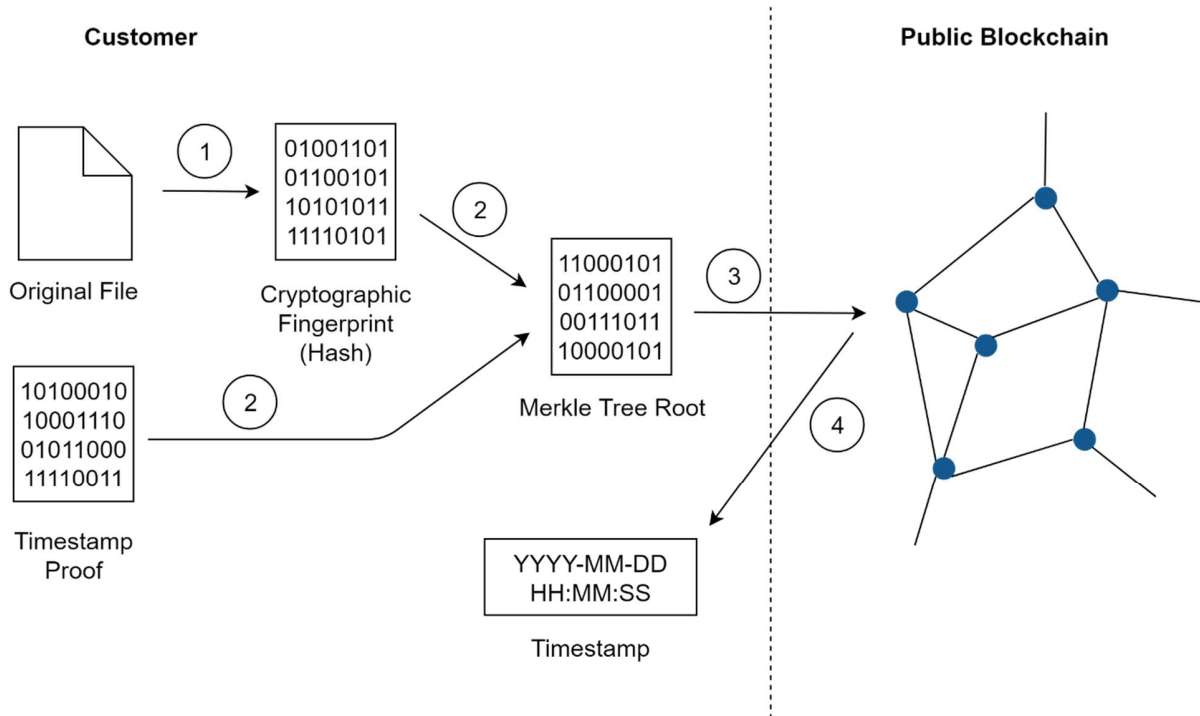 Customer
Public Blockchain
1
01001101
01100101
10101011
11110101
2
11000101
01100001
00111011
10000101
3
Original File
Cryptographic
Fingerprint
(Hash)
10100010
10001110
01011000
11110011
2
Merkle Tree Root
4
Timestamp
Proof
YYYY-MM-DD
HH:MM:SS
Timestamp